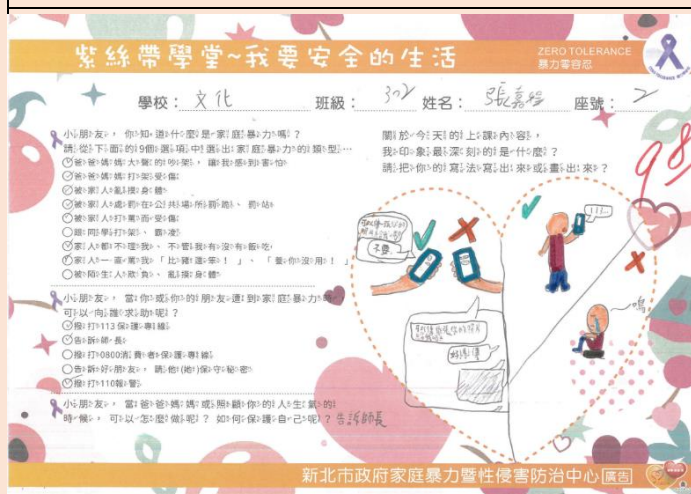 紫絲帶學堂~我要安全的生活
ZERO TOLERANCE
暴力零容忍
學校：文化 班級：302 姓名：張 座號：2
小朋友，你知道什麼是家庭暴力嗎？
請從下面的9個選項中選出家庭暴力的類型…
爸爸媽媽大聲的吵架，讓我感到害怕
爸爸媽媽打架受傷
被家人亂摸身體
被家人處罰在公共場所罰跪、罰站
被家人打罵而受傷
跟同學打架、霸凌
家人都不理我、不管我有沒有飯吃
家人一直罵我「比豬還笨！」、「養你沒用！」
被陌生人欺負、亂摸身體
小朋友，當你或你的朋友遭到家庭暴力時
可以向誰求助呢？
撥打113保護專線
告訴師長
撥打0800消費者保護專線
告訴好朋友，請他(她)保守秘密
撥打110報警
小朋友，當爸爸媽媽或照顧你的人生氣的
時候，可以怎麼做呢？如何保護自己呢？告訴師長
關於今天的上課內容，
我印象最深刻的是什麼？
請把你的寫法寫出來或畫出來？
98
不要
嗚
新北市政府家庭暴力暨性侵害防治中心 廣告